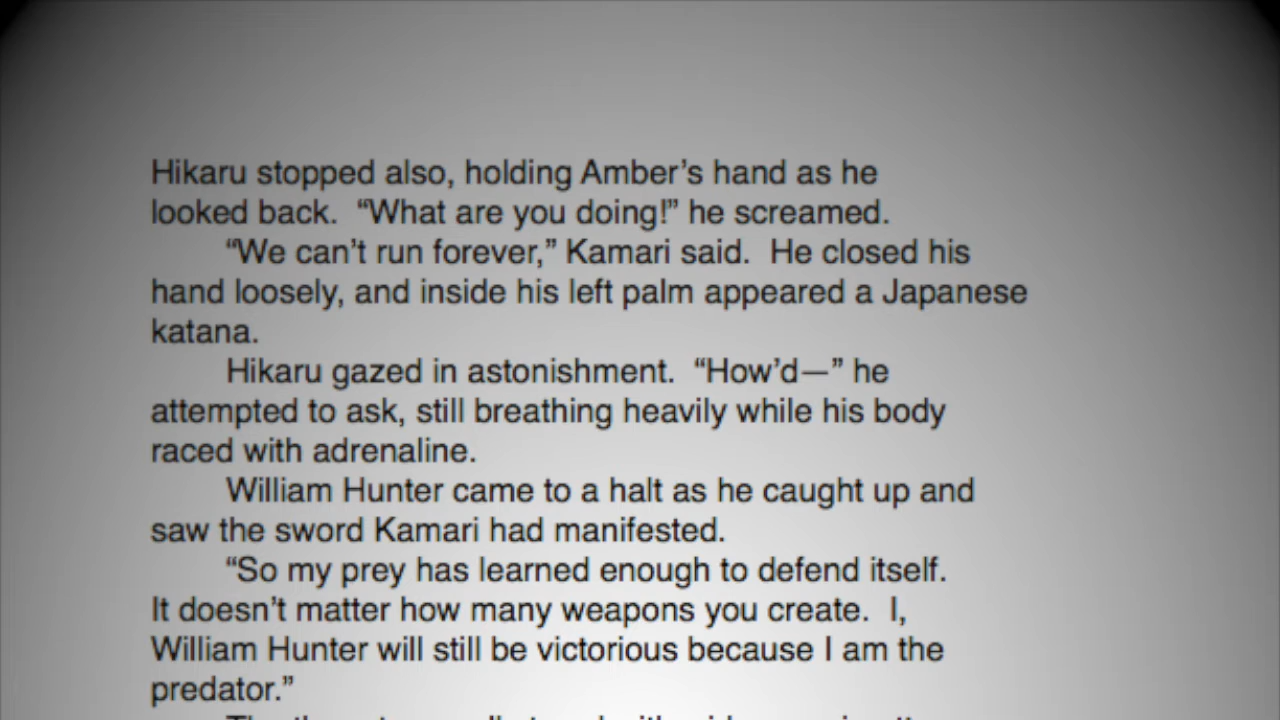 Hikaru stopped also, holding Amber’s hand as he
looked back.  “What are you doing!” he screamed.
“We can’t run forever,” Kamari said.  He closed his
hand loosely, and inside his left palm appeared a Japanese
katana.
Hikaru gazed in astonishment.  “How’d—” he
attempted to ask, still breathing heavily while his body
raced with adrenaline.
William Hunter came to a halt as he caught up and
saw the sword Kamari had manifested.
“So my prey has learned enough to defend itself.
It doesn’t matter how many weapons you create.  I,
William Hunter will still be victorious because I am the
predator.”